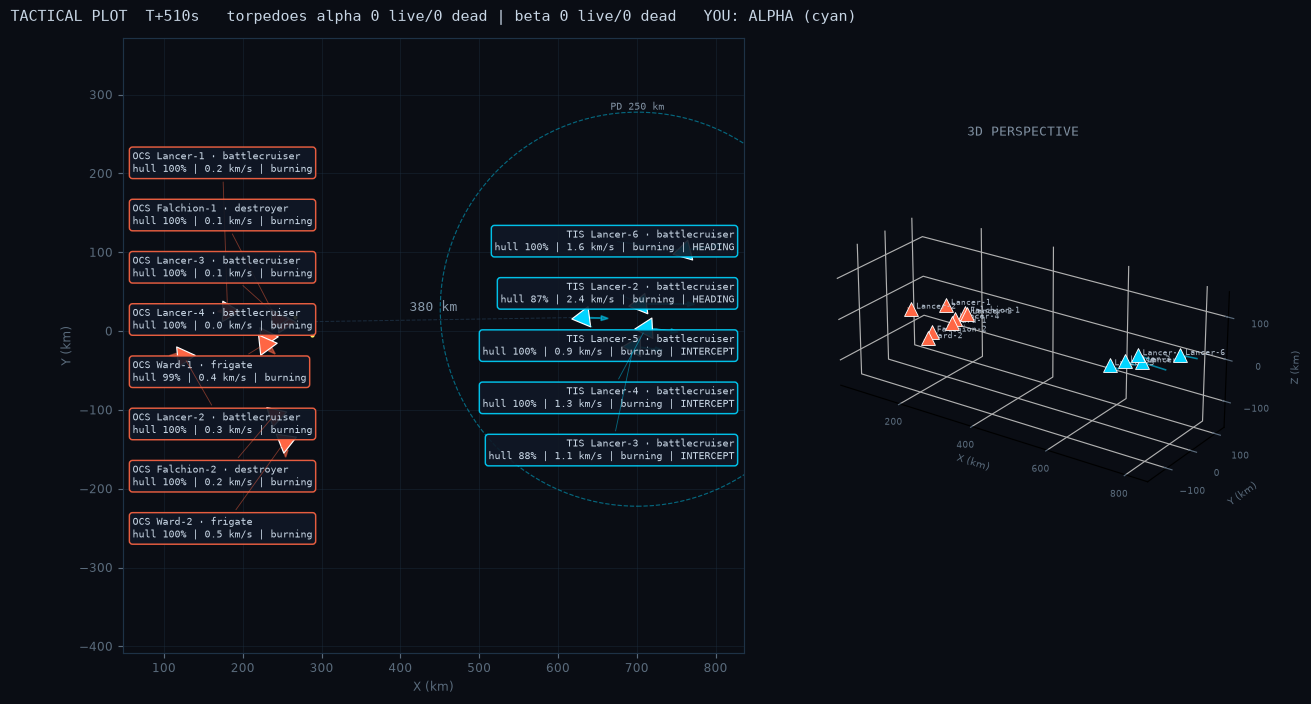 TACTICAL PLOT  T+510s   torpedoes alpha 0 live/0 dead | beta 0 live/0 dead   YOU: ALPHA (cyan)
PD 250 km
3D PERSPECTIVE
OCS Lancer-1 · battlecruiser
hull 100% | 0.2 km/s | burning
OCS Falchion-1 · destroyer
hull 100% | 0.1 km/s | burning
OCS Lancer-3 · battlecruiser
hull 100% | 0.1 km/s | burning
OCS Lancer-4 · battlecruiser
hull 100% | 0.0 km/s | burning
OCS Ward-1 · frigate
hull 99% | 0.4 km/s | burning
OCS Lancer-2 · battlecruiser
hull 100% | 0.3 km/s | burning
OCS Falchion-2 · destroyer
hull 100% | 0.2 km/s | burning
OCS Ward-2 · frigate
hull 100% | 0.5 km/s | burning
380 km
TIS Lancer-6 · battlecruiser
hull 100% | 1.6 km/s | burning | HEADING
TIS Lancer-2 · battlecruiser
hull 87% | 2.4 km/s | burning | HEADING
TIS Lancer-5 · battlecruiser
hull 100% | 0.9 km/s | burning | INTERCEPT
TIS Lancer-4 · battlecruiser
hull 100% | 1.3 km/s | burning | INTERCEPT
TIS Lancer-3 · battlecruiser
hull 88% | 1.1 km/s | burning | INTERCEPT
300
200
100
0
−100
−200
−300
−400
Y (km)
100
200
300
400
500
600
700
800
X (km)
Lancer-1
Lancer-6
200
400
600
800
X (km)
−100
0
100
Y (km)
100
0
−100
Z (km)